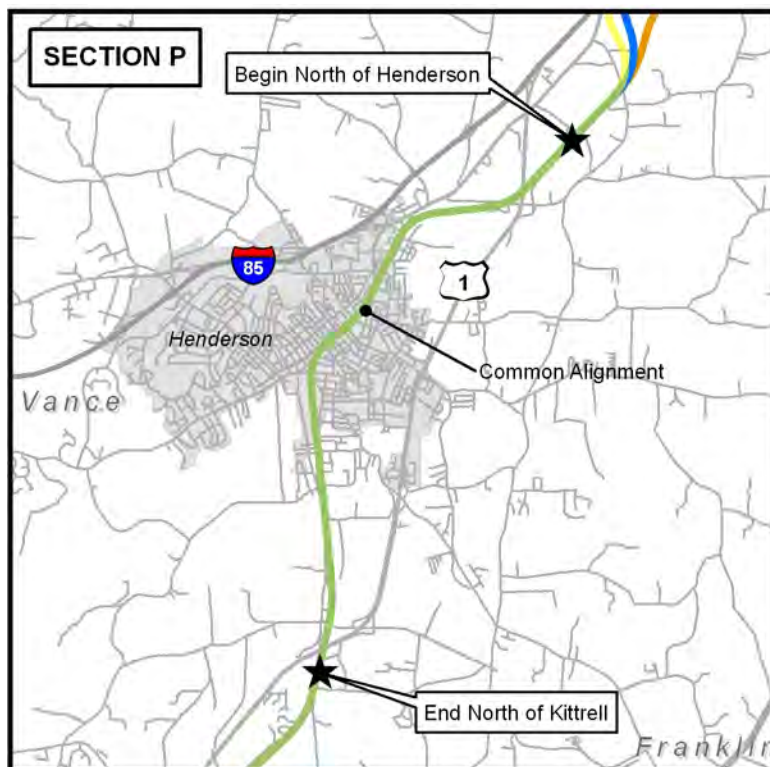 SECTION P
Begin North of Henderson
85
1
Henderson
Common Alignment
Vance
End North of Kittrell
Franklin